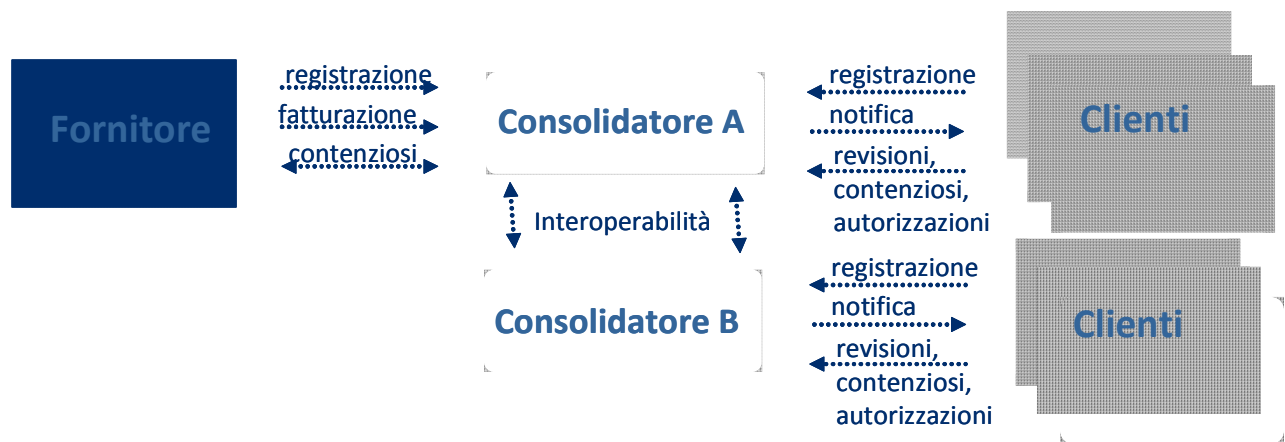 Fornitore
registrazione
fatturazione
contenziosi
Consolidatore A
registrazione
notifica
revisioni,
contenziosi,
autorizzazioni
Clienti
Interoperabilità
Consolidatore B
registrazione
notifica
revisioni,
contenziosi,
autorizzazioni
Clienti